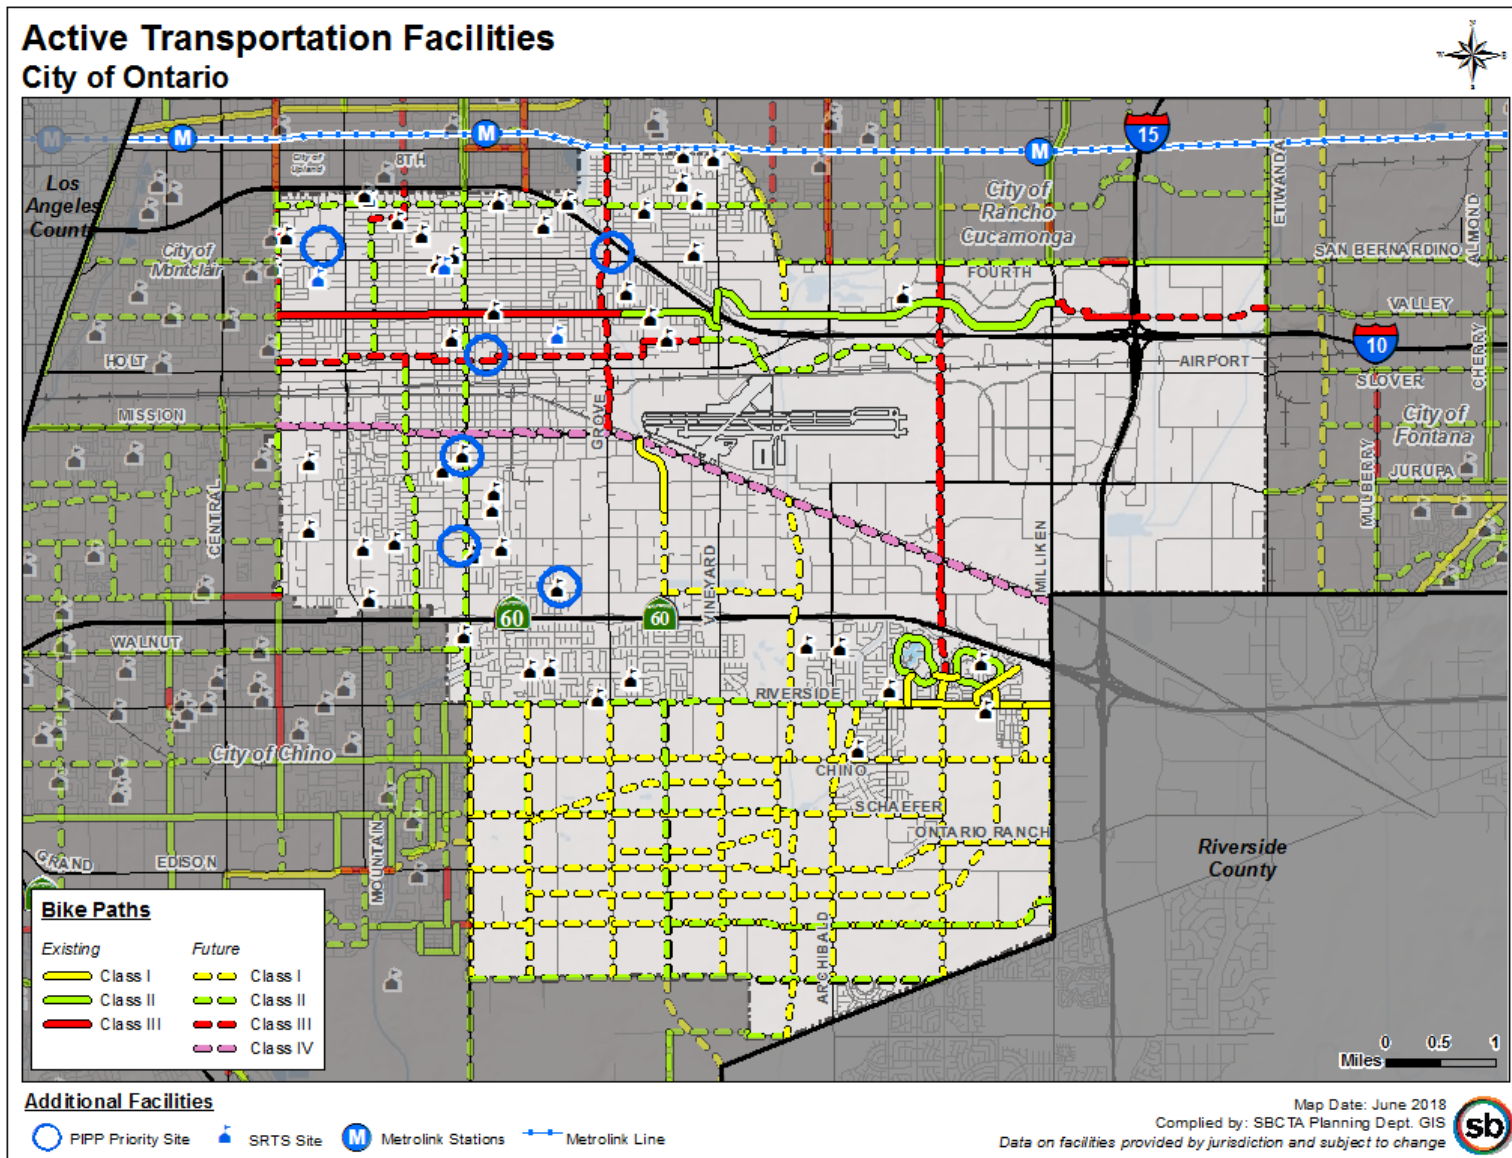 Active Transportation Facilities
City of Ontario
M
M
M
M
15
8TH
City of
Upland
Los
Angeles
County
City of
Montclair
City of
Rancho
Cucamonga
ETIWANDA
ALMOND
SAN BERNARDINO
FOURTH
VALLEY
10
HOLT
AIRPORT
SLOVER
CHERRY
MISSION
GROVE
City of
Fontana
JURUPA
MULBERRY
CENTRAL
VINEYARD
MILLIKEN
60
60
WALNUT
RIVERSIDE
City of Chino
CHINO
SCHAEFER
ONTARIO RANCH
MOUNTAIN
GRAND
EDISON
Riverside
County
ARCHIBALD
Bike Paths
Existing Future
Class I Class I
Class II Class II
Class III Class III
Class IV
0 0.5 1
Miles
Additional Facilities
PIPP Priority Site SRTS Site M Metrolink Stations Metrolink Line
Map Date: June 2018
Complied by: SBCTA Planning Dept. GIS
Data on facilities provided by jurisdiction and subject to change
sb